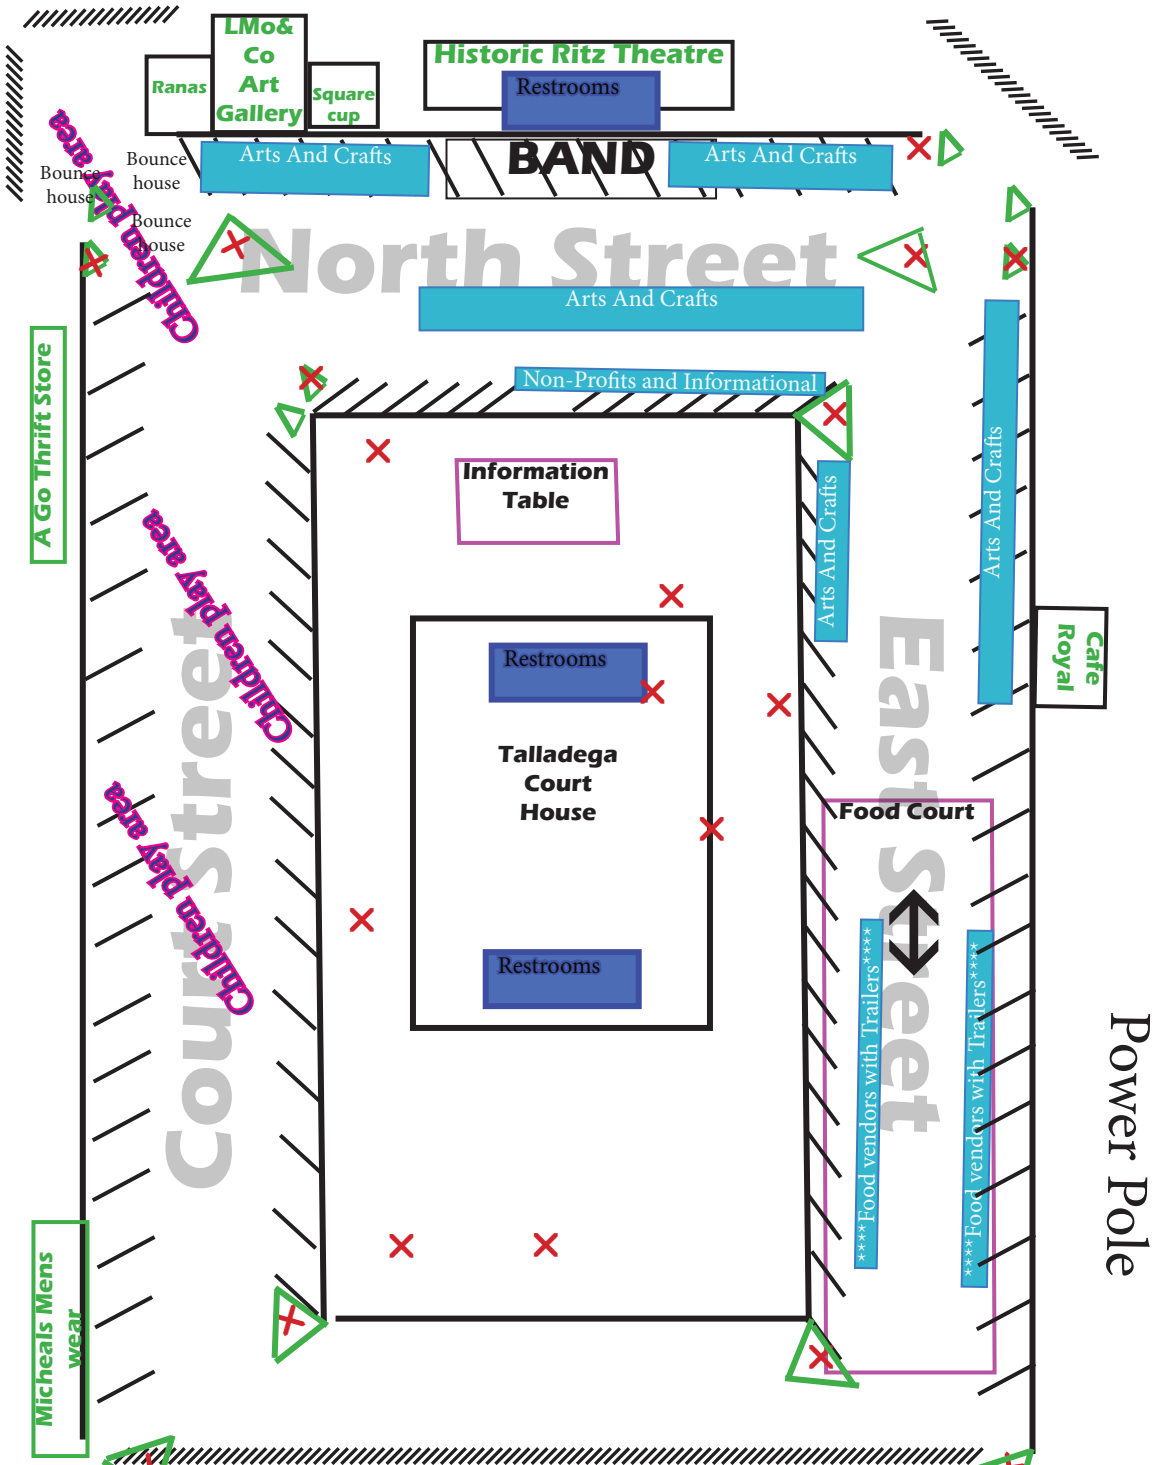 LMo&
Co
Art
Gallery
Ranas
Square
cup
Historic Ritz Theatre
Restrooms
Arts And Crafts
BAND
Arts And Crafts
Children play area
Bounce
house
Bounce
house
Bounce
house
North Street
Arts And Crafts
Non-Profits and Informational
A Go Thrift Store
Information
Table
Arts And Crafts
Arts And Crafts
Children play area
Court Street
Restrooms
Talladega
Court
House
East Street
Cafe
Royal
Children play area
Food Court
Restrooms
****Food vendors with Trailers****
****Food vendors with Trailers****
Power Pole
Micheals Mens
wear